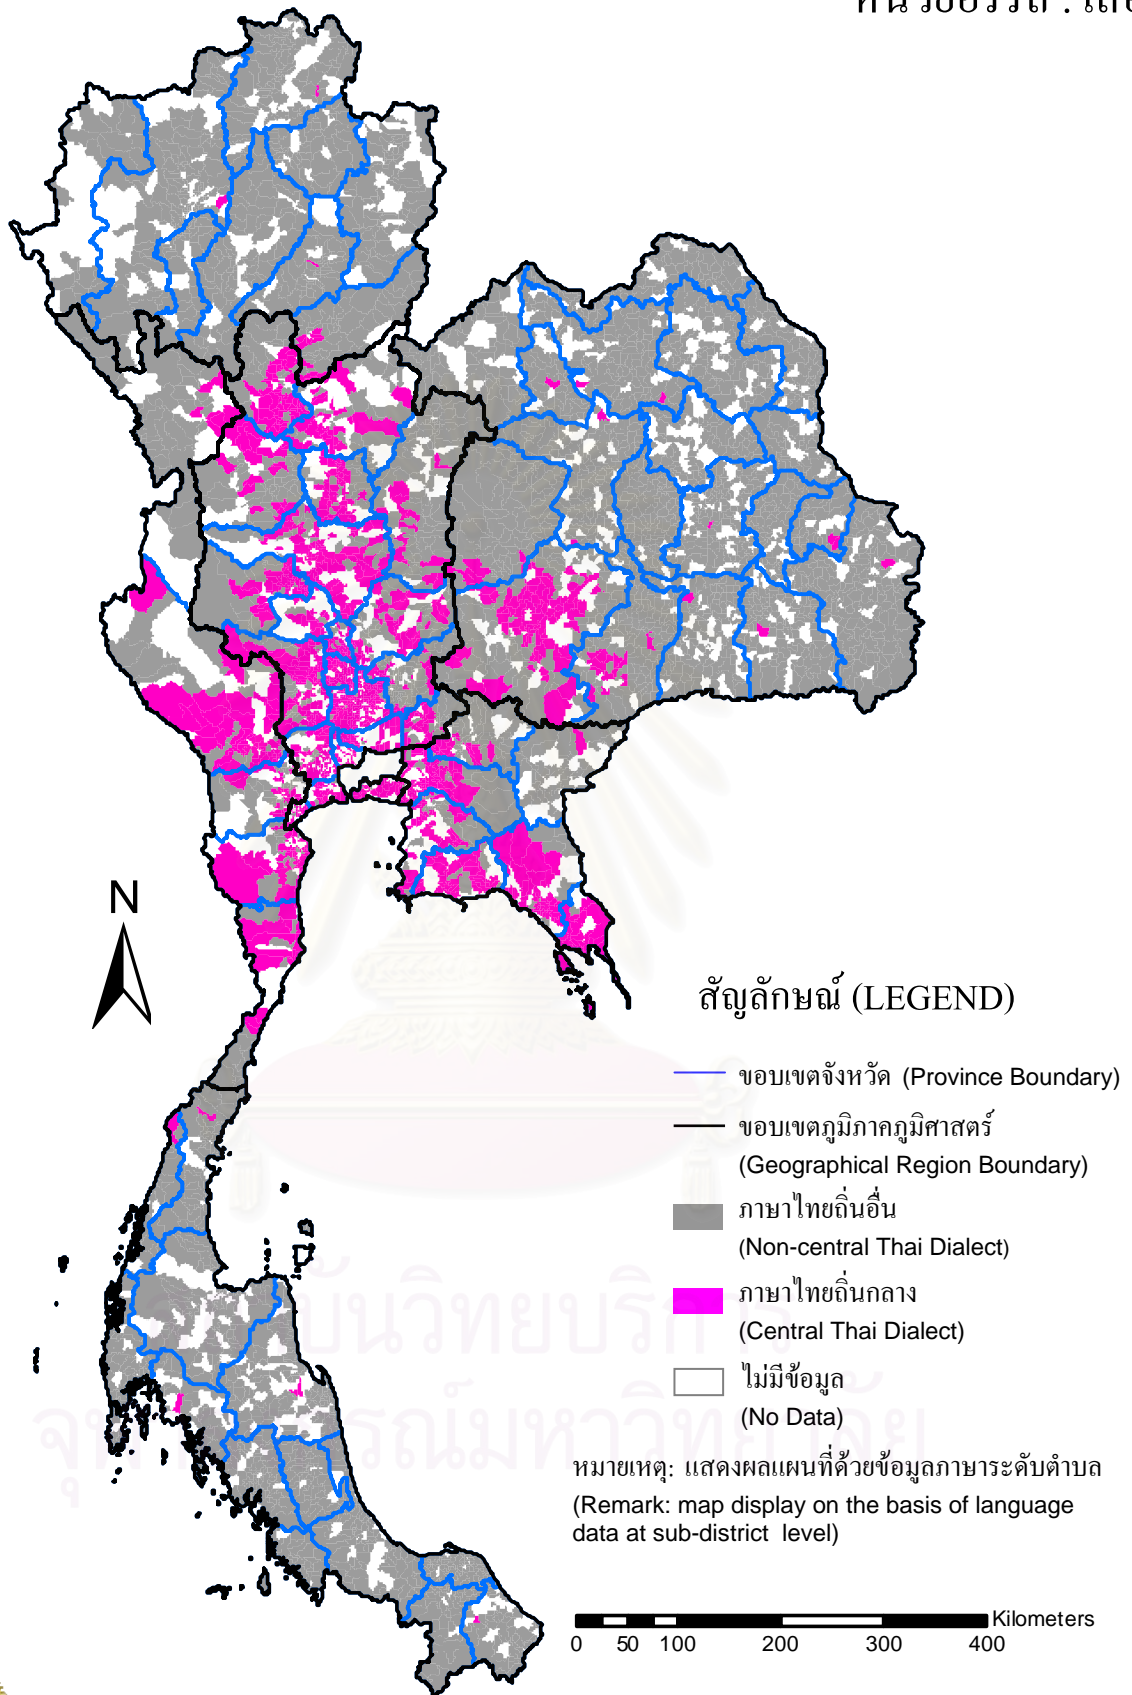 N
สัญลักษณ์ (LEGEND)
ขอบเขตจังหวัด (Province Boundary)
ขอบเขตภูมิภาคภูมิศาสตร์
(Geographical Region Boundary)
ภาษาไทยถิ่นอื่น
(Non-central Thai Dialect)
ภาษาไทยถิ่นกลาง
(Central Thai Dialect)
ไม่มีข้อมูล
(No Data)
หมายเหตุ: แสดงผลแผนที่ด้วยข้อมูลภาษาระดับตำบล
(Remark: map display on the basis of language
data at sub-district level)
Kilometers
0 50 100 200 300 400